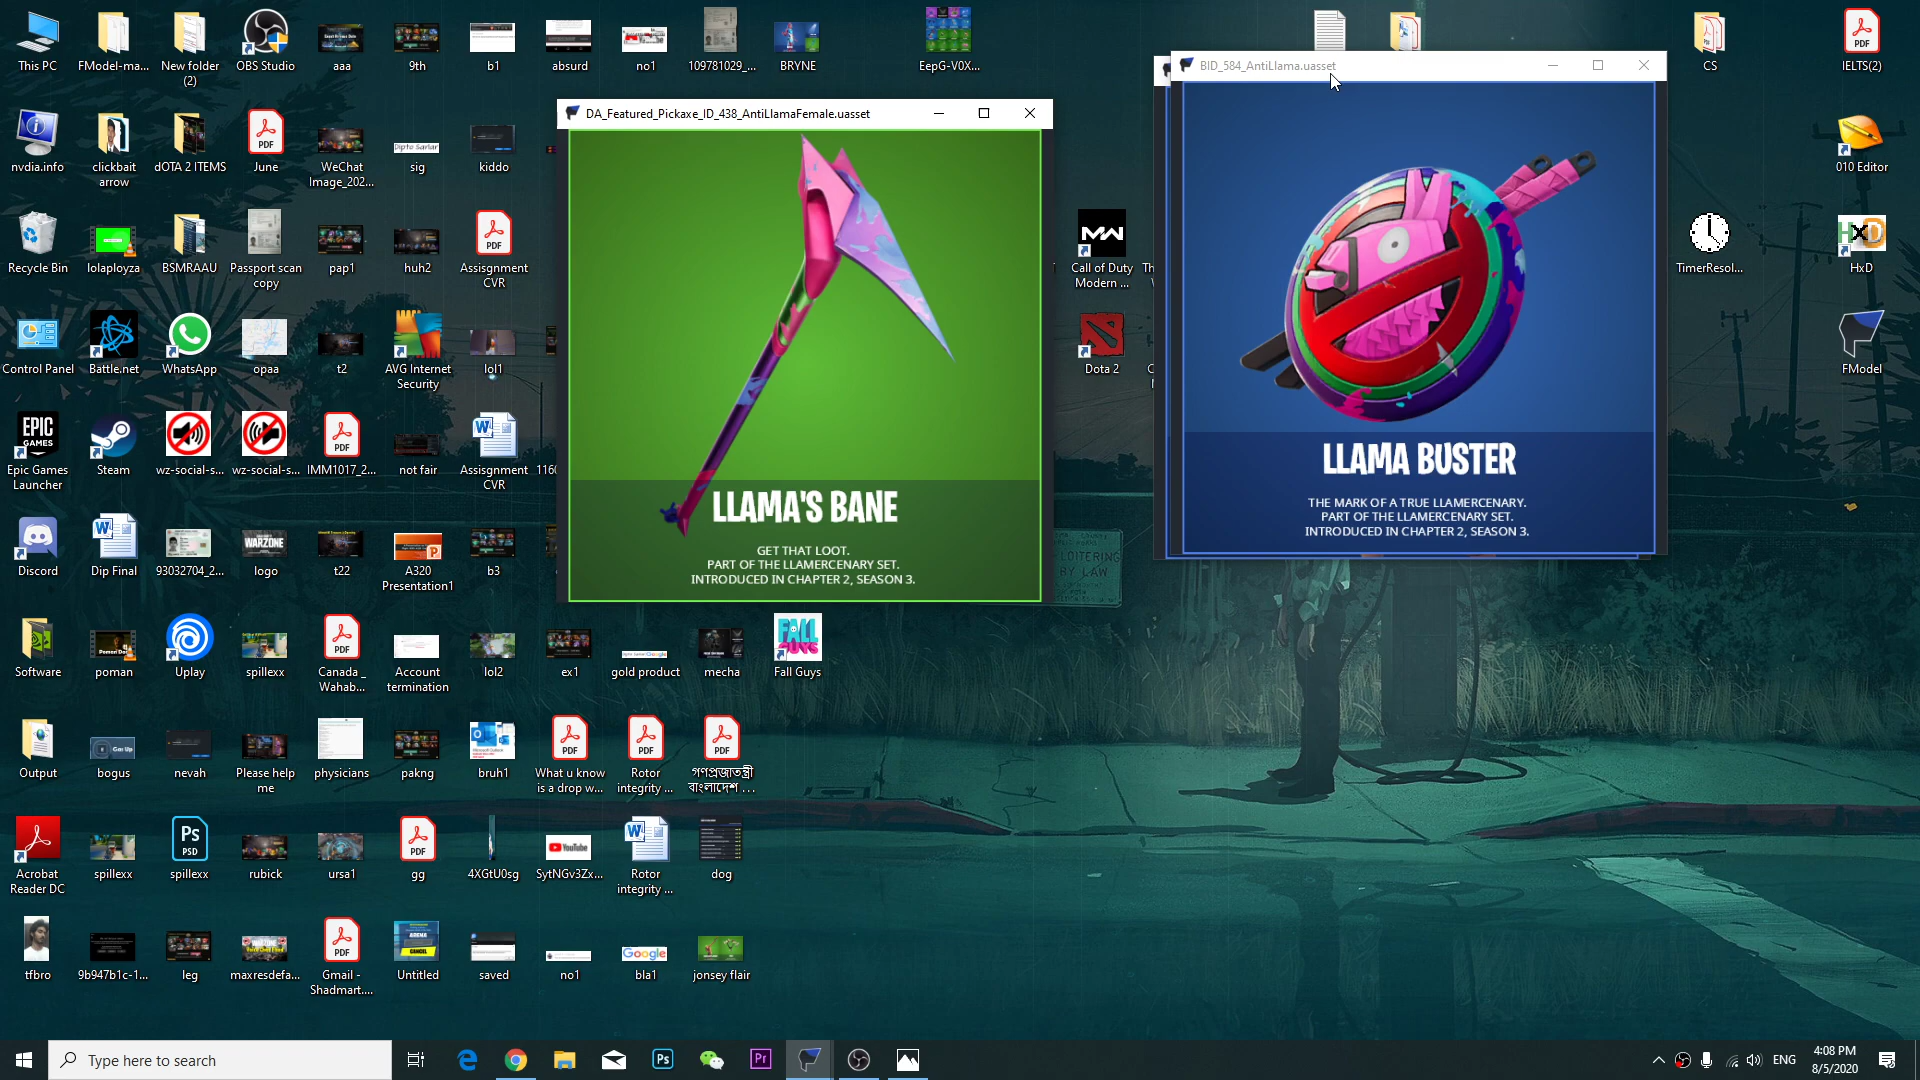 This PC
FModel-ma...
New folder
(2)
OBS Studio
aaa
9th
b1
absurd
no1
109781029_...
BRYNE
EepG-V0X...
CS
IELTS(2)
BID_584_AntiLlama.uasset
DA_Featured_Pickaxe_ID_438_AntiLlamaFemale.uasset
nvdia.info
clickbait
arrow
dOTA 2 ITEMS
June
WeChat
Image_202...
sig
kiddo
010 Editor
Recycle Bin
lolaployza
BSMRAAU
Passport scan
copy
pap1
huh2
Assisgnment
CVR
Call of Duty
Modern ...
TimerResol...
HxD
Control Panel
Battle.net
WhatsApp
opaa
t2
AVG Internet
Security
lol1
Dota 2
FModel
Epic Games
Launcher
Steam
wz-social-s...
wz-social-s...
IMM1017_2...
not fair
Assisgnment
CVR
LLAMA'S BANE
GET THAT LOOT.
PART OF THE LLAMERCENARY SET.
INTRODUCED IN CHAPTER 2, SEASON 3.
LLAMA BUSTER
THE MARK OF A TRUE LLAMERCENARY.
PART OF THE LLAMERCENARY SET.
INTRODUCED IN CHAPTER 2, SEASON 3.
Discord
Dip Final
93032704_2...
logo
t22
A320
Presentation1
b3
Software
poman
Uplay
spillexx
Canada _
Wahab...
Account
termination
lol2
ex1
gold product
mecha
Fall Guys
Output
bogus
nevah
Please help
me
physicians
pakng
bruh1
What u know
is a drop w...
Rotor
integrity ...
গণপ্রজাতন্ত্রী
বাংলাদেশ ...
Acrobat
Reader DC
spillexx
spillexx
rubick
ursa1
gg
4XGtU0sg
SytNGv3Zx...
Rotor
integrity ...
dog
tfbro
9b947b1c-1...
leg
maxresdefa...
Gmail -
Shadmart....
Untitled
saved
no1
bla1
jonsey flair
Type here to search
ENG
4:08 PM
8/5/2020